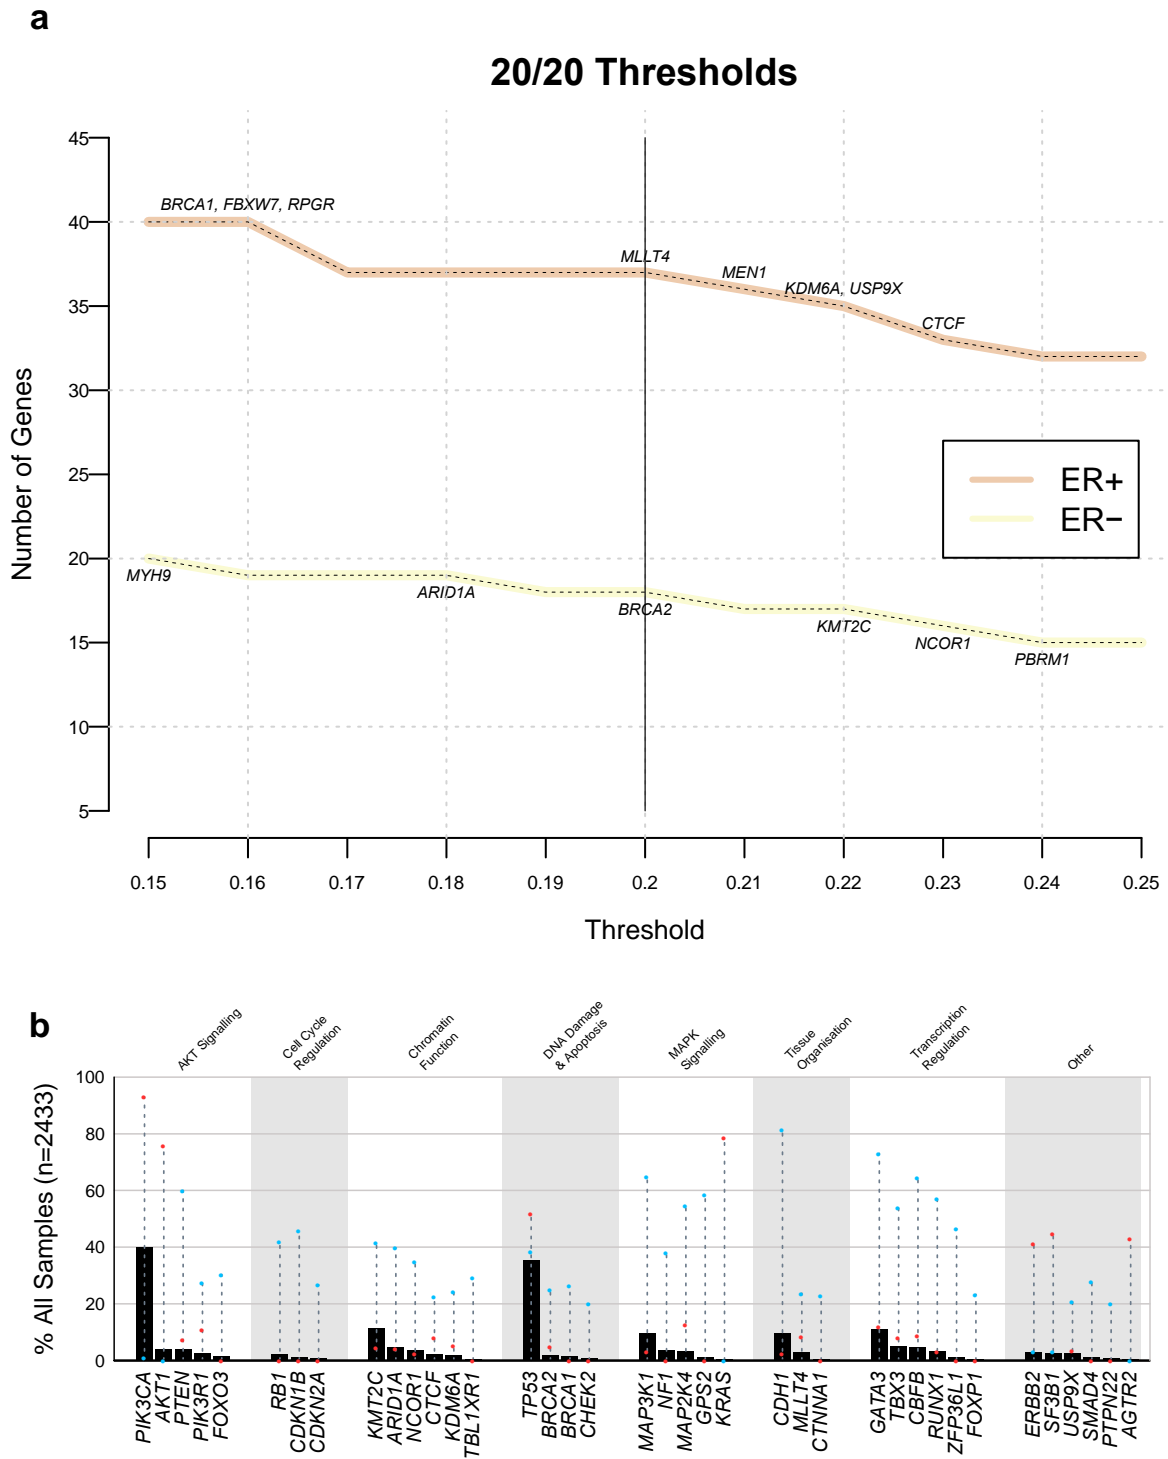 a
20/20 Thresholds
45
40
35
30
25
20
15
10
5
Number of Genes
BRCA1, FBXW7, RPGR
MLLT4
MEN1
KDM6A, USP9X
CTCF
ER+
ER−
MYH9
ARID1A
BRCA2
KMT2C
NCOR1
PBRM1
0.15 0.16 0.17 0.18 0.19 0.2 0.21 0.22 0.23 0.24 0.25
Threshold
b
AKT Signalling
Cell Cycle
Regulation
Chromatin
Function
DNA Damage
& Apoptosis
MAPK
Signalling
Tissue
Organisation
Transcription
Regulation
Other
% All Samples (n=2433)
100
80
60
40
20
0
PIK3CA
AKT1
PTEN
PIK3R1
FOXO3
RB1
CDKN1B
CDKN2A
KMT2C
ARID1A
NCOR1
CTCF
KDM6A
TBL1XR1
TP53
BRCA2
BRCA1
CHEK2
MAP3K1
NF1
MAP2K4
GPS2
KRAS
CDH1
MLLT4
CTNNA1
GATA3
TBX3
CBFB
RUNX1
ZFP36L1
FOXP1
ERBB2
SF3B1
USP9X
SMAD4
PTPN22
AGTR2